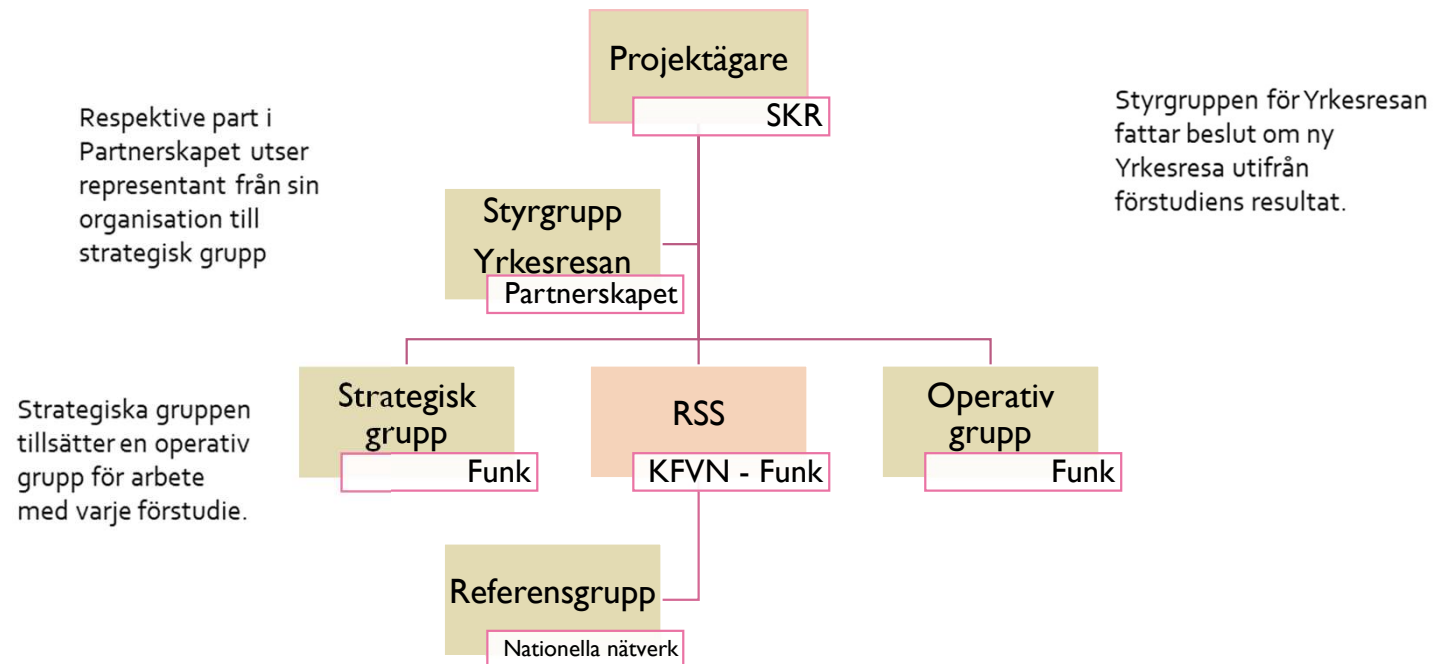 Projektägare
SKR
Respektive part i
Partnerskapet utser
representant från sin
organisation till
strategisk grupp
Styrgruppen för Yrkesresan
fattar beslut om ny
Yrkesresa utifrån
förstudiens resultat.
Styrgrupp
Yrkesresan
Partnerskapet
Strategiska gruppen
tillsätter en operativ
grupp för arbete
med varje förstudie.
Strategisk
grupp
Funk
RSS
KFVN - Funk
Operativ
grupp
Funk
Referensgrupp
Nationella nätverk